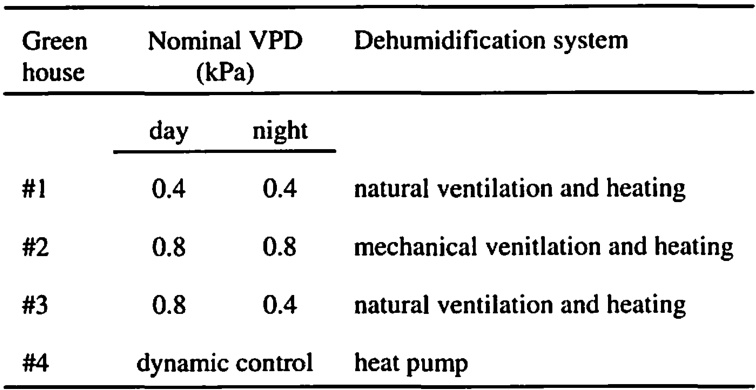 Green Nominal VPD Dehumidification system
house (kPa)
day night
#1 0.4 0.4 natural ventilation and heating
#2 0.8 0.8 mechanical venitlation and heating
#3 0.8 0.4 natural ventilation and heating
#4 dynamic control heat pump